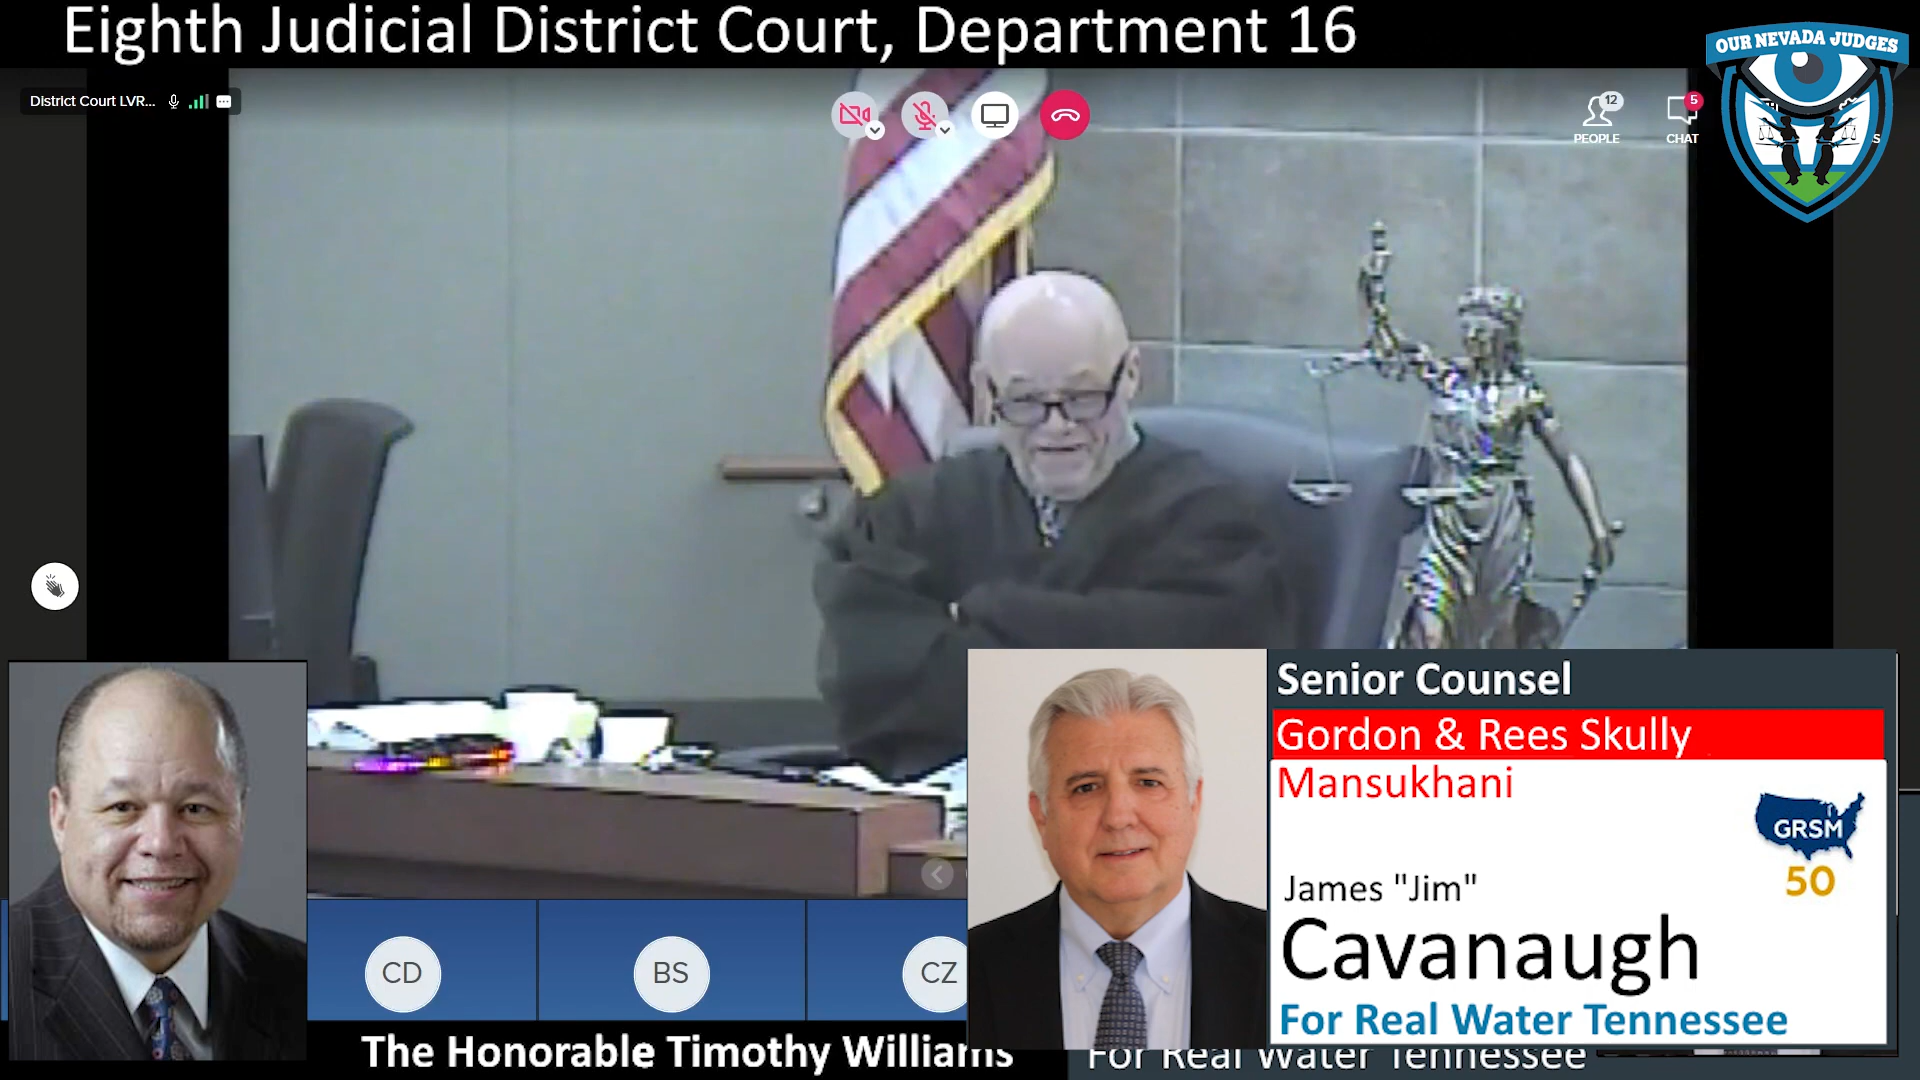 Eighth Judicial District Court, Department 16
OUR NEVADA JUDGES
District Court LVR...
12
5
PEOPLE
CHAT
S
Senior Counsel
Gordon & Rees Skully
Mansukhani
GRSM
50
James "Jim"
Cavanaugh
For Real Water Tennessee
CD
BS
CZ
The Honorable Timothy Williams
For Real Water Tennessee